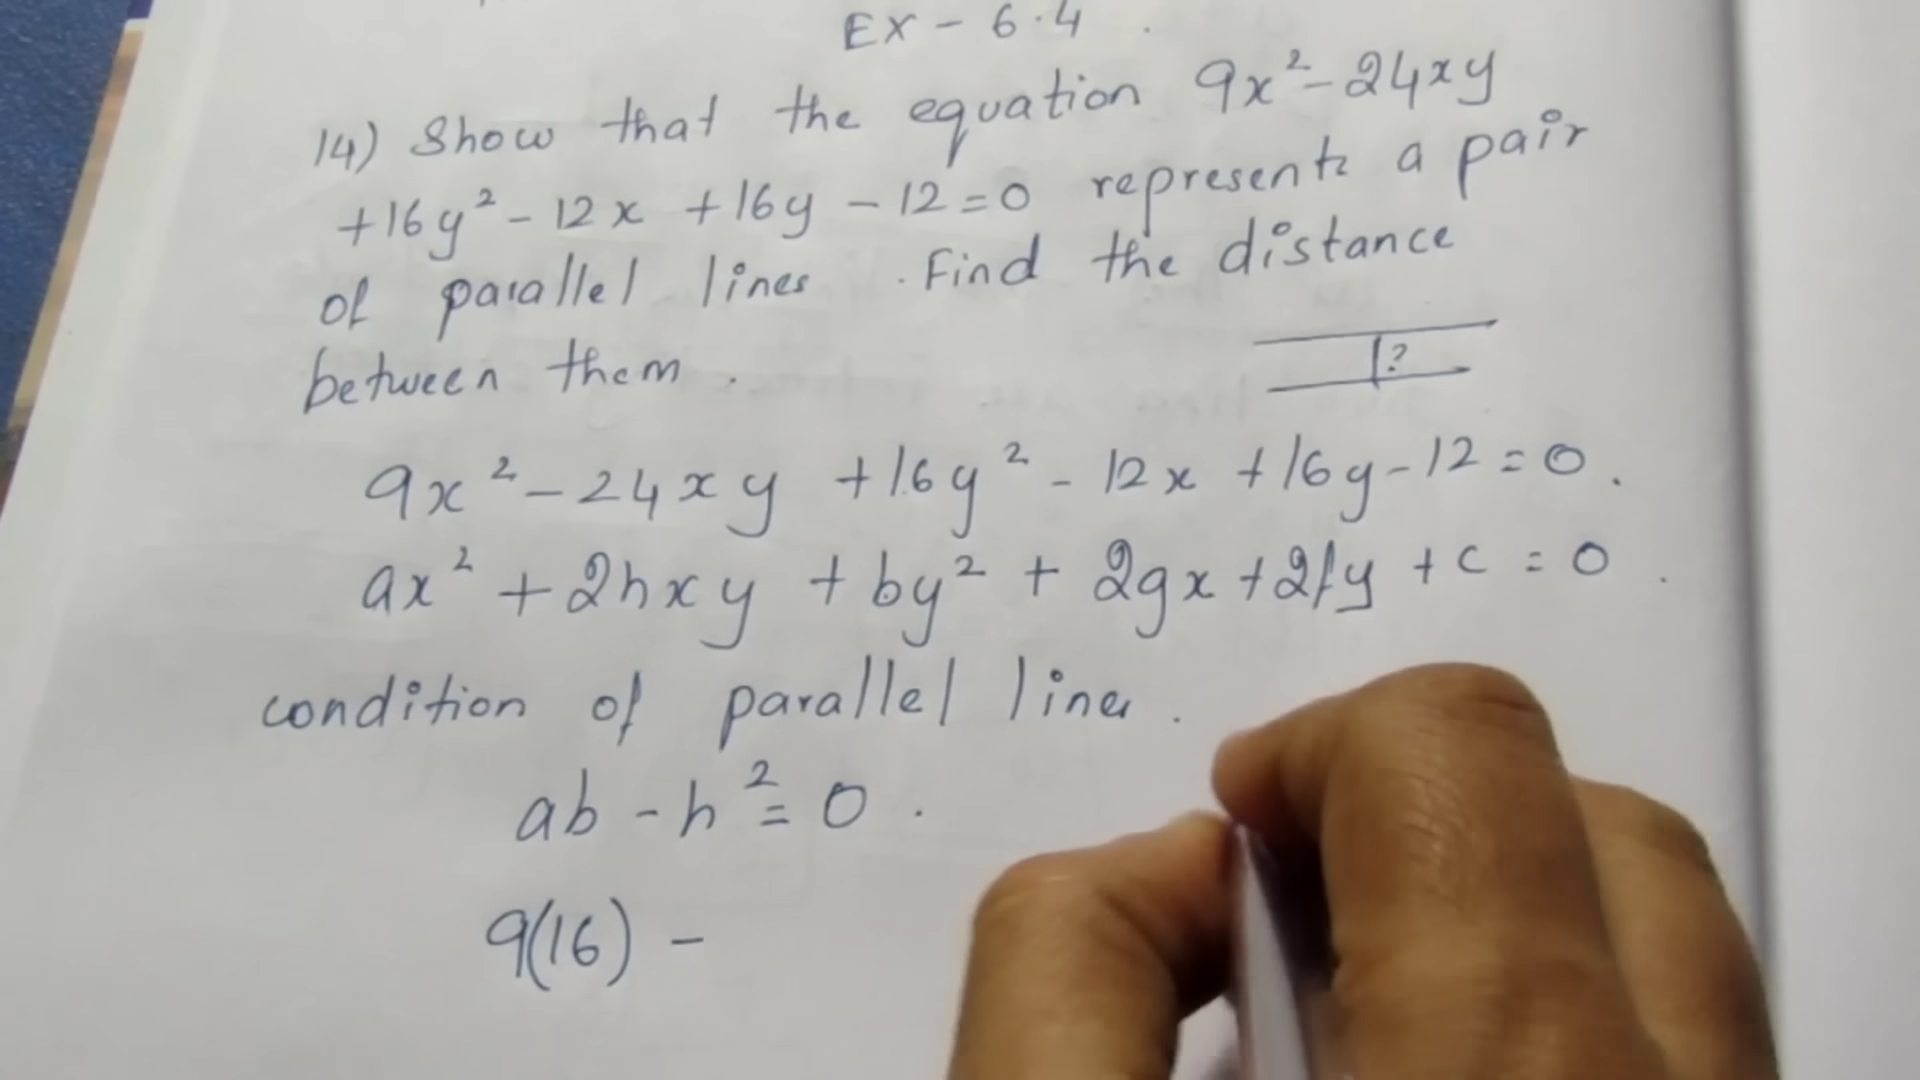 EX - 6.4.
14) Show that the equation 9x² - 24xy
+16y² - 12x + 16y - 12 = 0 represents a pair
of parallel lines. Find the distance
between them.
?
9x² - 24xy + 16y² - 12x + 16y - 12 = 0.
ax² + 2hxy + by² + 2gx + 2fy + c = 0.
condition of parallel lines.
ab - h² = 0.
9(16) -